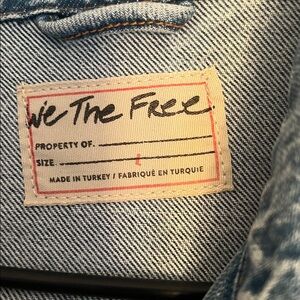 We The Free
PROPERTY OF.
SIZE L
MADE IN TURKEY / FABRIQUÉ EN TURQUIE